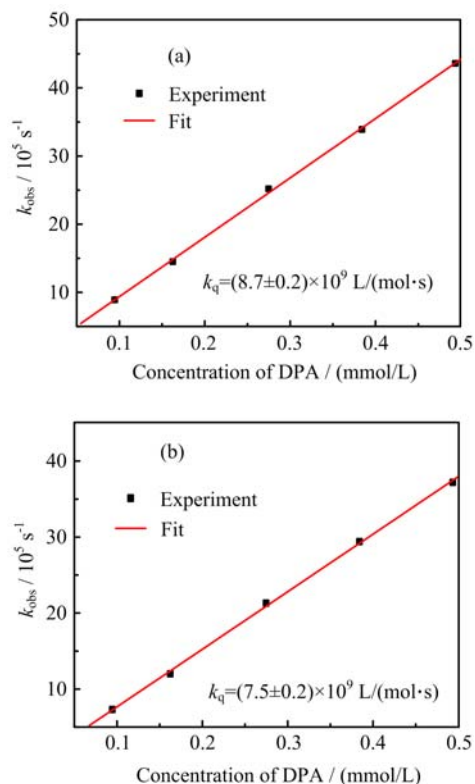 50
(a)
40
Experiment
Fit
30
20
10
k_q=(8.7±0.2)×10^9 L/(mol·s)
k_obs / 10^5 s^-1
0.1 0.2 0.3 0.4 0.5
Concentration of DPA / (mmol/L)
(b)
40
Experiment
Fit
30
20
10
k_q=(7.5±0.2)×10^9 L/(mol·s)
k_obs / 10^5 s^-1
0.1 0.2 0.3 0.4 0.5
Concentration of DPA / (mmol/L)